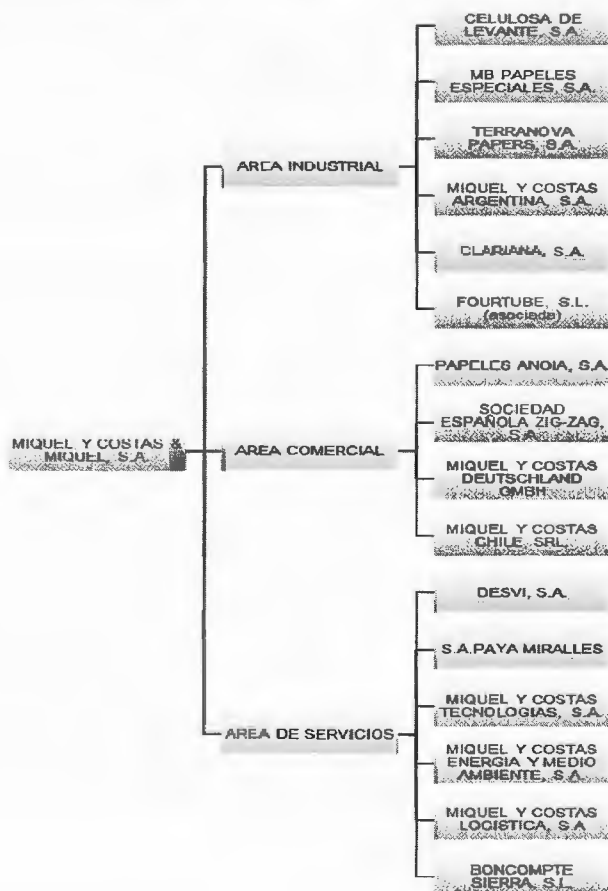 MIQUEL Y COSTAS &
MIQUEL, S.A.
AREA INDUSTRIAL
CELULOSA DE
LEVANTE, S.A.
MB PAPELES
ESPECIALES, S.A.
TERRANOVA
PAPERS, S.A.
MIQUEL Y COSTAS
ARGENTINA, S.A.
CLARIANA, S.A.
FOURTUBE, S.L.
(asociada)
AREA COMERCIAL
PAPELES ANOIA, S.A.
SOCIEDAD
ESPAÑOLA ZIG-ZAG,
S.A.
MIQUEL Y COSTAS
DEUTSCHLAND
GMBH
MIQUEL Y COSTAS
CHILE SRL.
AREA DE SERVICIOS
DESVI, S.A.
S.A.PAYA MIRALLES
MIQUEL Y COSTAS
TECNOLOGIAS, S.A.
MIQUEL Y COSTAS
ENERGIA Y MEDIO
AMBIENTE, S.A.
MIQUEL Y COSTAS
LOGISTICA, S.A.
BONCOMPTE
SIERRA, S.L.